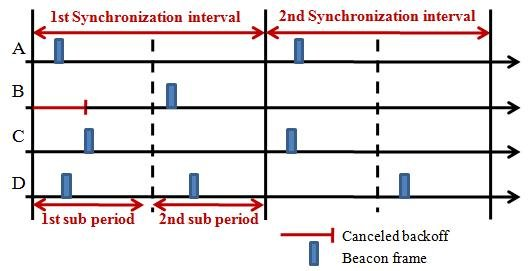 1st Synchronization interval 2nd Synchronization interval
A
B
C
D
1st sub period 2nd sub period
Canceled backoff
Beacon frame